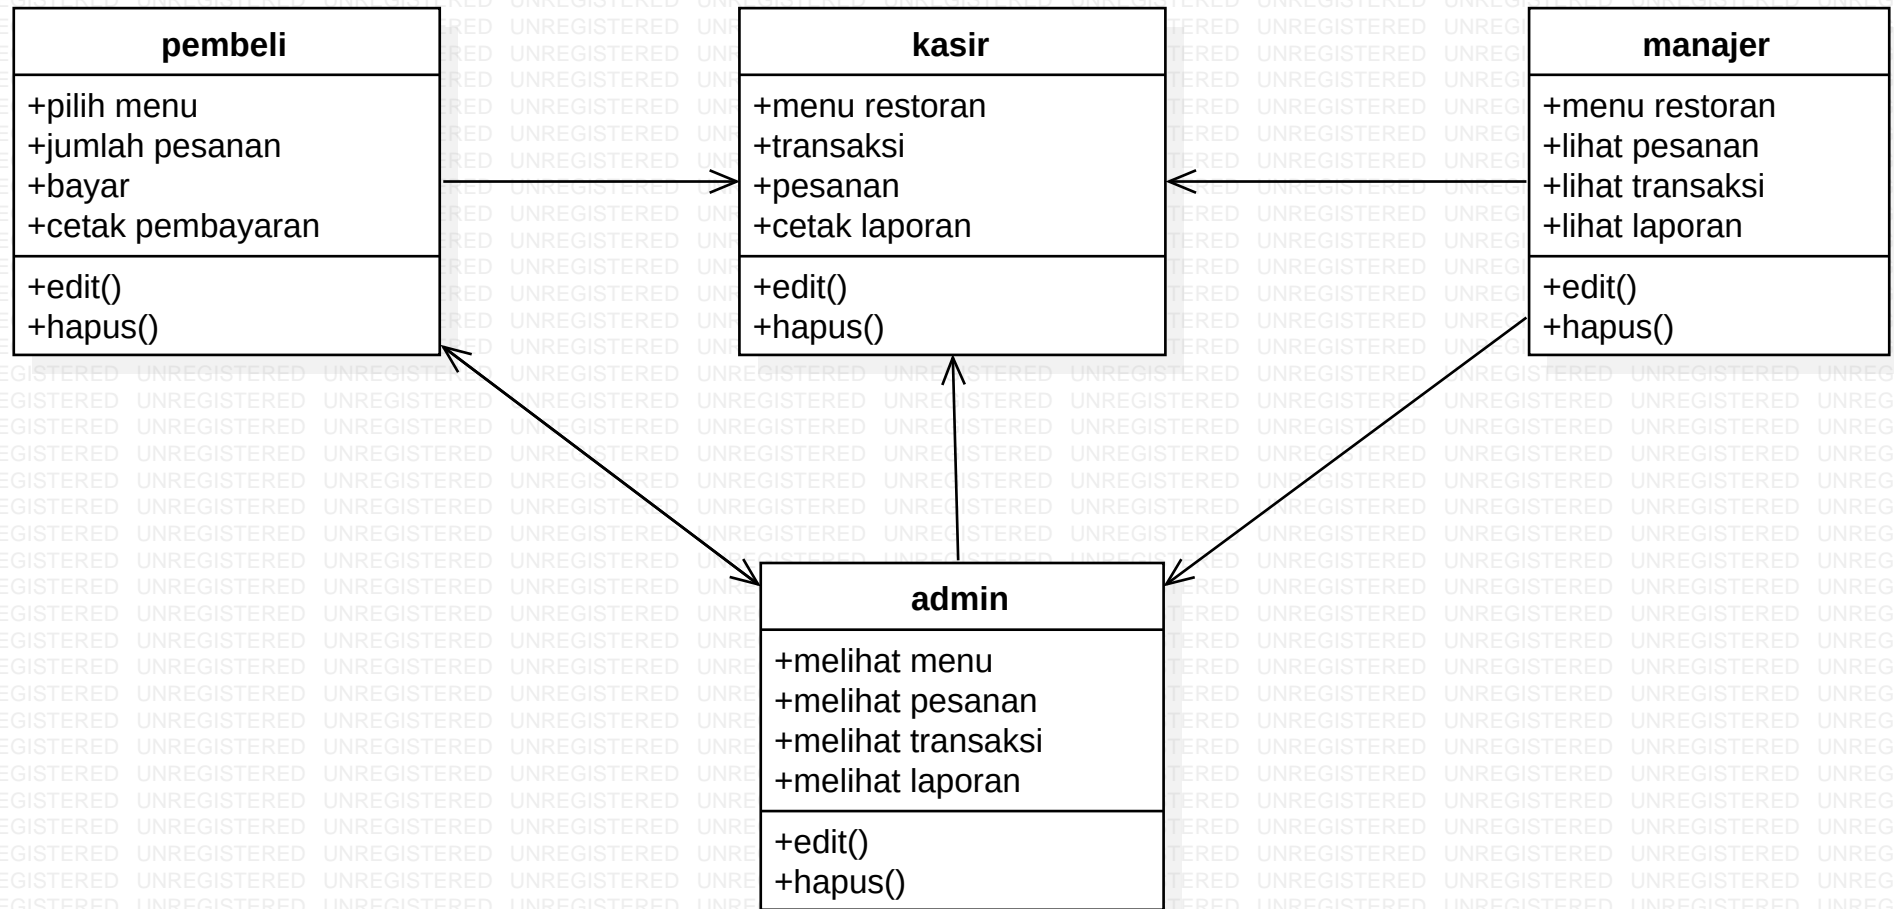 pembeli
+pilih menu
+jumlah pesanan
+bayar
+cetak pembayaran
+edit()
+hapus()
kasir
+menu restoran
+transaksi
+pesanan
+cetak laporan
+edit()
+hapus()
manajer
+menu restoran
+lihat pesanan
+lihat transaksi
+lihat laporan
+edit()
+hapus()
admin
+melihat menu
+melihat pesanan
+melihat transaksi
+melihat laporan
+edit()
+hapus()
UNREGISTERED